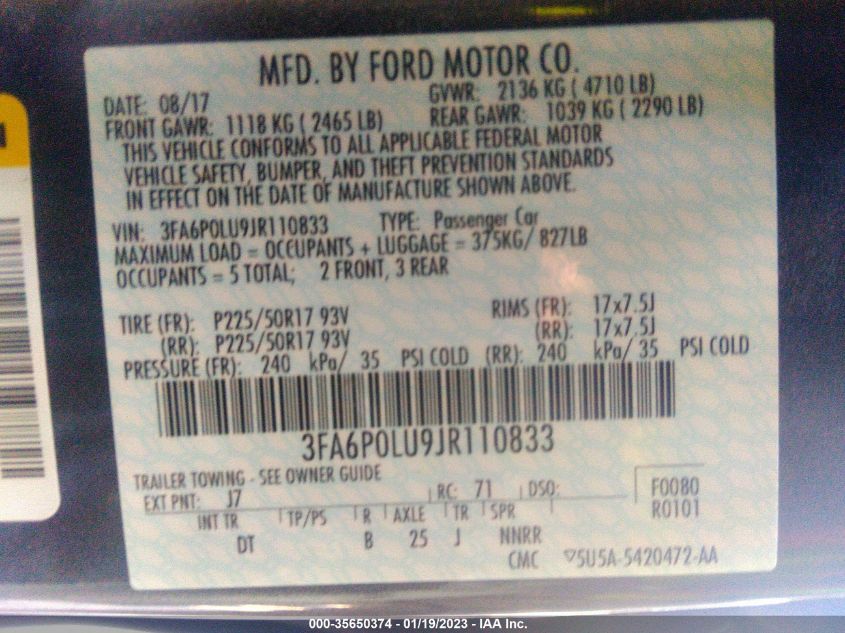 MFD. BY FORD MOTOR CO.
DATE: 08/17 GVWR: 2136 KG ( 4710 LB)
FRONT GAWR: 1118 KG ( 2465 LB) REAR GAWR: 1039 KG ( 2290 LB)
THIS VEHICLE CONFORMS TO ALL APPLICABLE FEDERAL MOTOR
VEHICLE SAFETY, BUMPER, AND THEFT PREVENTION STANDARDS
IN EFFECT ON THE DATE OF MANUFACTURE SHOWN ABOVE.
VIN: 3FA6P0LU9JR110833 TYPE: Passenger Car
MAXIMUM LOAD = OCCUPANTS + LUGGAGE = 375KG/ 827LB
OCCUPANTS = 5 TOTAL; 2 FRONT, 3 REAR
TIRE (FR): P225/50R17 93V RIMS (FR): 17x7.5J
(RR): P225/50R17 93V (RR): 17x7.5J
PRESSURE (FR): 240 kPa/ 35 PSI COLD (RR): 240 kPa/ 35 PSI COLD
3FA6P0LU9JR110833
TRAILER TOWING - SEE OWNER GUIDE
EXT PNT: J7 RC: 71 DSO: F0080
INT TR TP/PS R AXLE TR SPR R0101
DT B 25 J NNRR
CMC 5U5A-5420472-AA
000-35650374 - 01/19/2023 - IAA Inc.